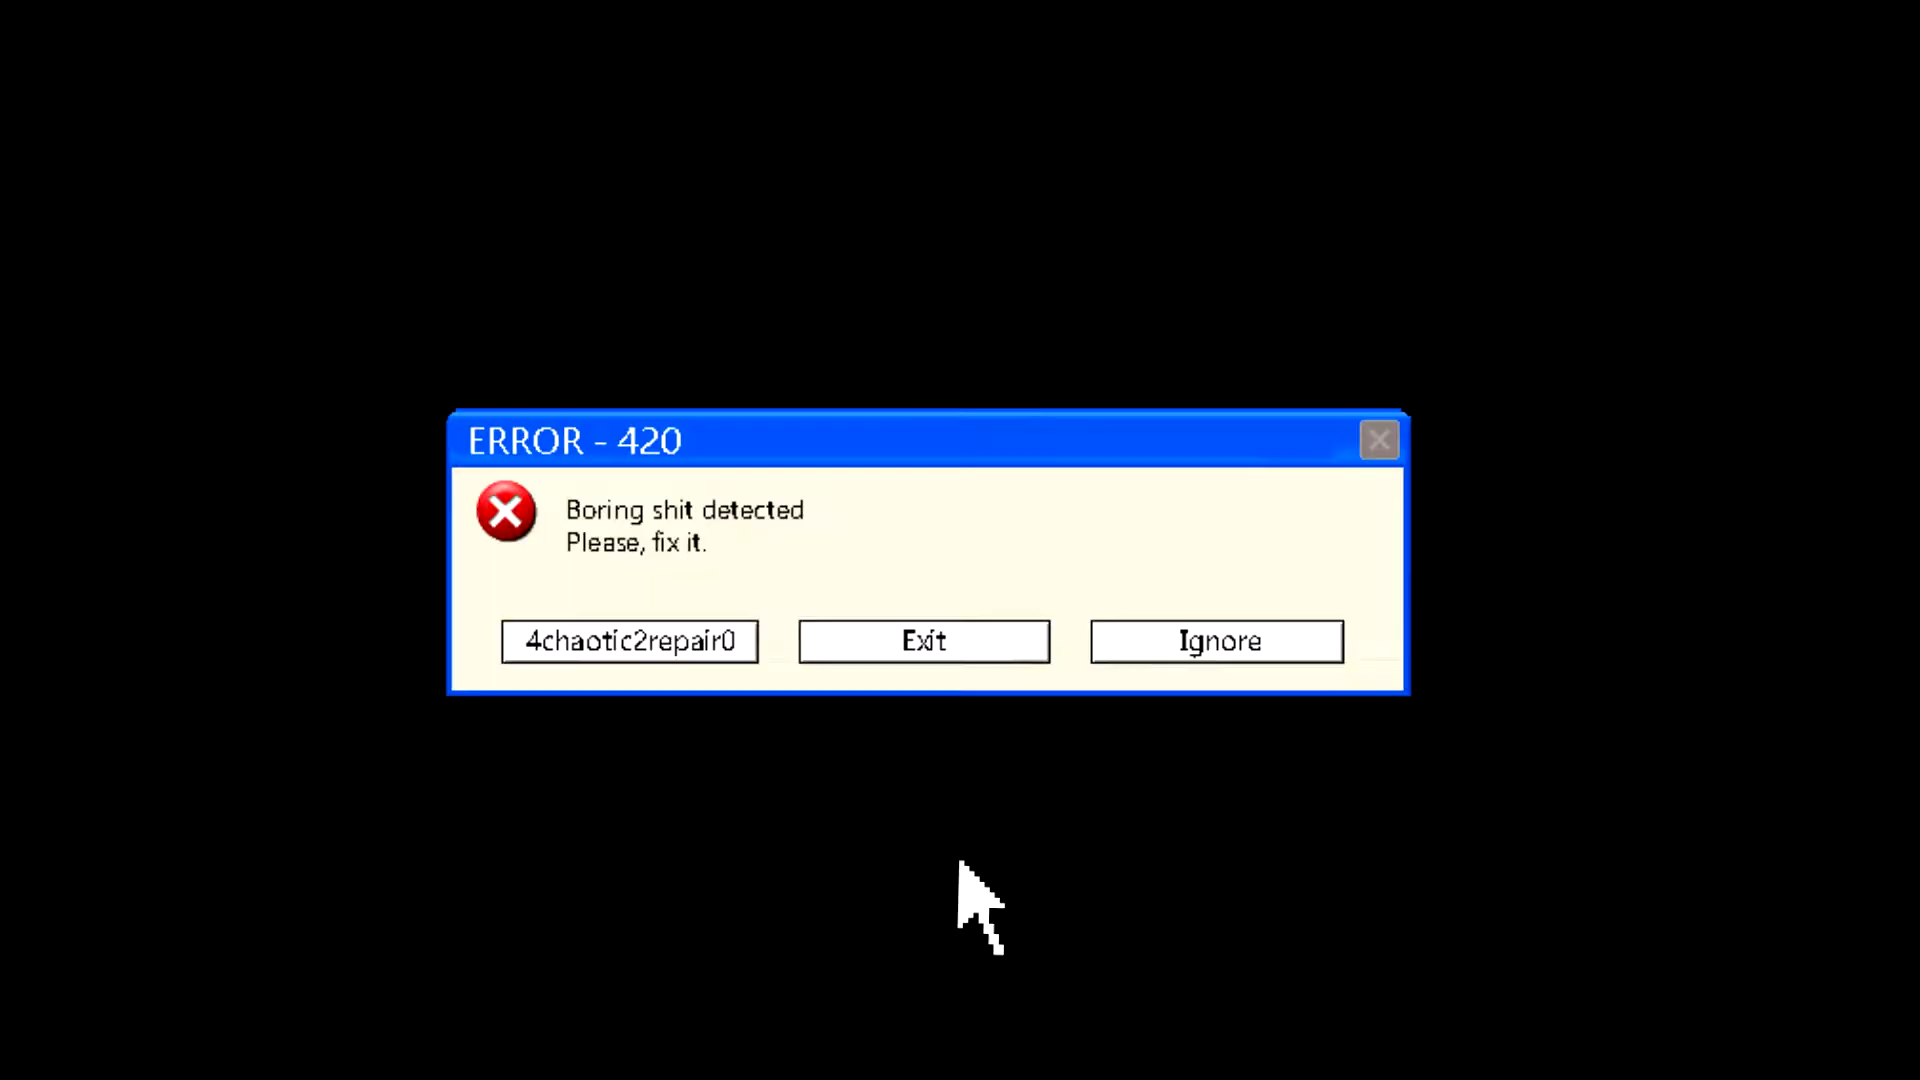 ERROR - 420
Boring shit detected
Please, fix it.
4chaotic2repair0
Exit
Ignore